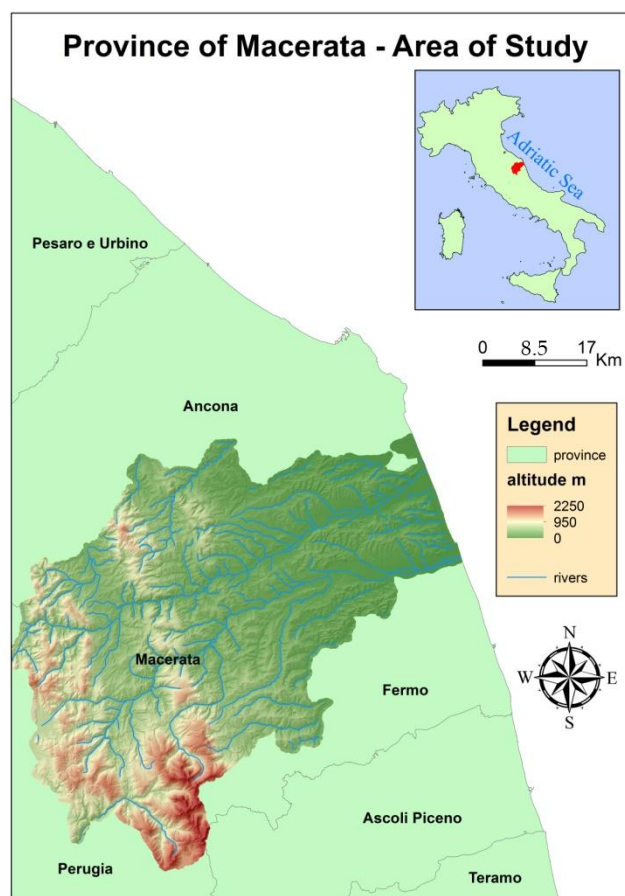 Province of Macerata - Area of Study
Adriatic Sea
Pesaro e Urbino
0 8.5 17
Km
Ancona
Legend
province
altitude m
2250
950
0
rivers
N
W E
S
Macerata
Fermo
Ascoli Piceno
Perugia
Teramo